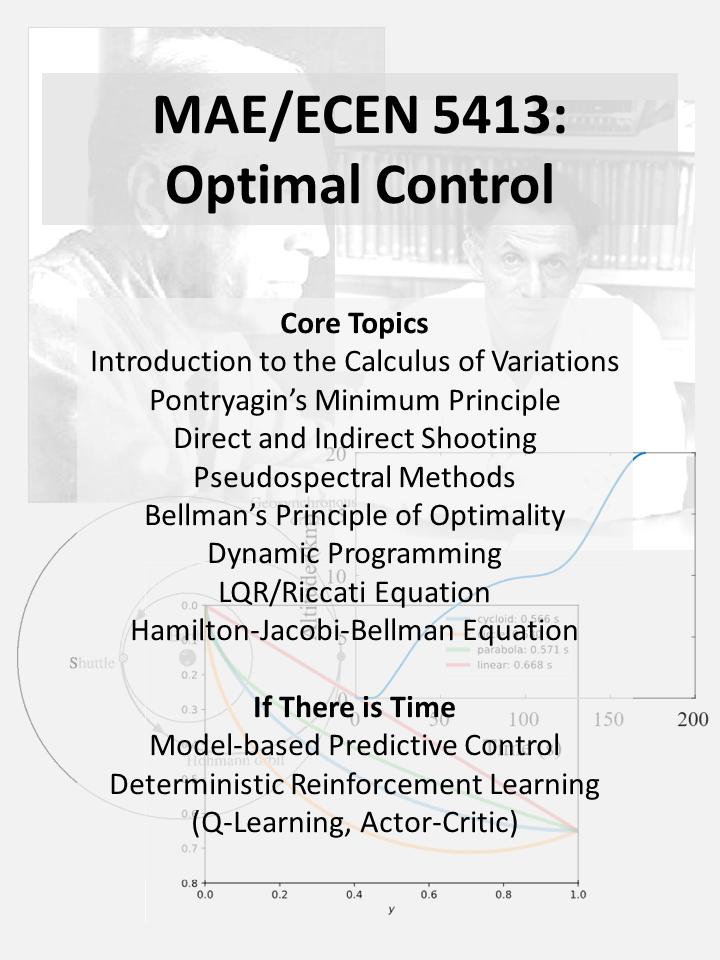 MAE/ECEN 5413:
Optimal Control
Core Topics
Introduction to the Calculus of Variations
Pontryagin’s Minimum Principle
Direct and Indirect Shooting
20
Pseudospectral Methods
Geosynchronous
Bellman’s Principle of Optimality
Dynamic Programming
10
LQR/Riccati Equation
0.0
cycloid: 0.566 s
Hamilton-Jacobi-Bellman Equation
parabola: 0.571 s
Shuttle
linear: 0.668 s
0.2
If There is Time
0.3
0
50
100
150
200
Model-based Predictive Control
Hohmann orbit
Deterministic Reinforcement Learning
(Q-Learning, Actor-Critic)
0.7
0.8
0.0 0.2 0.4 0.6 0.8 1.0
y